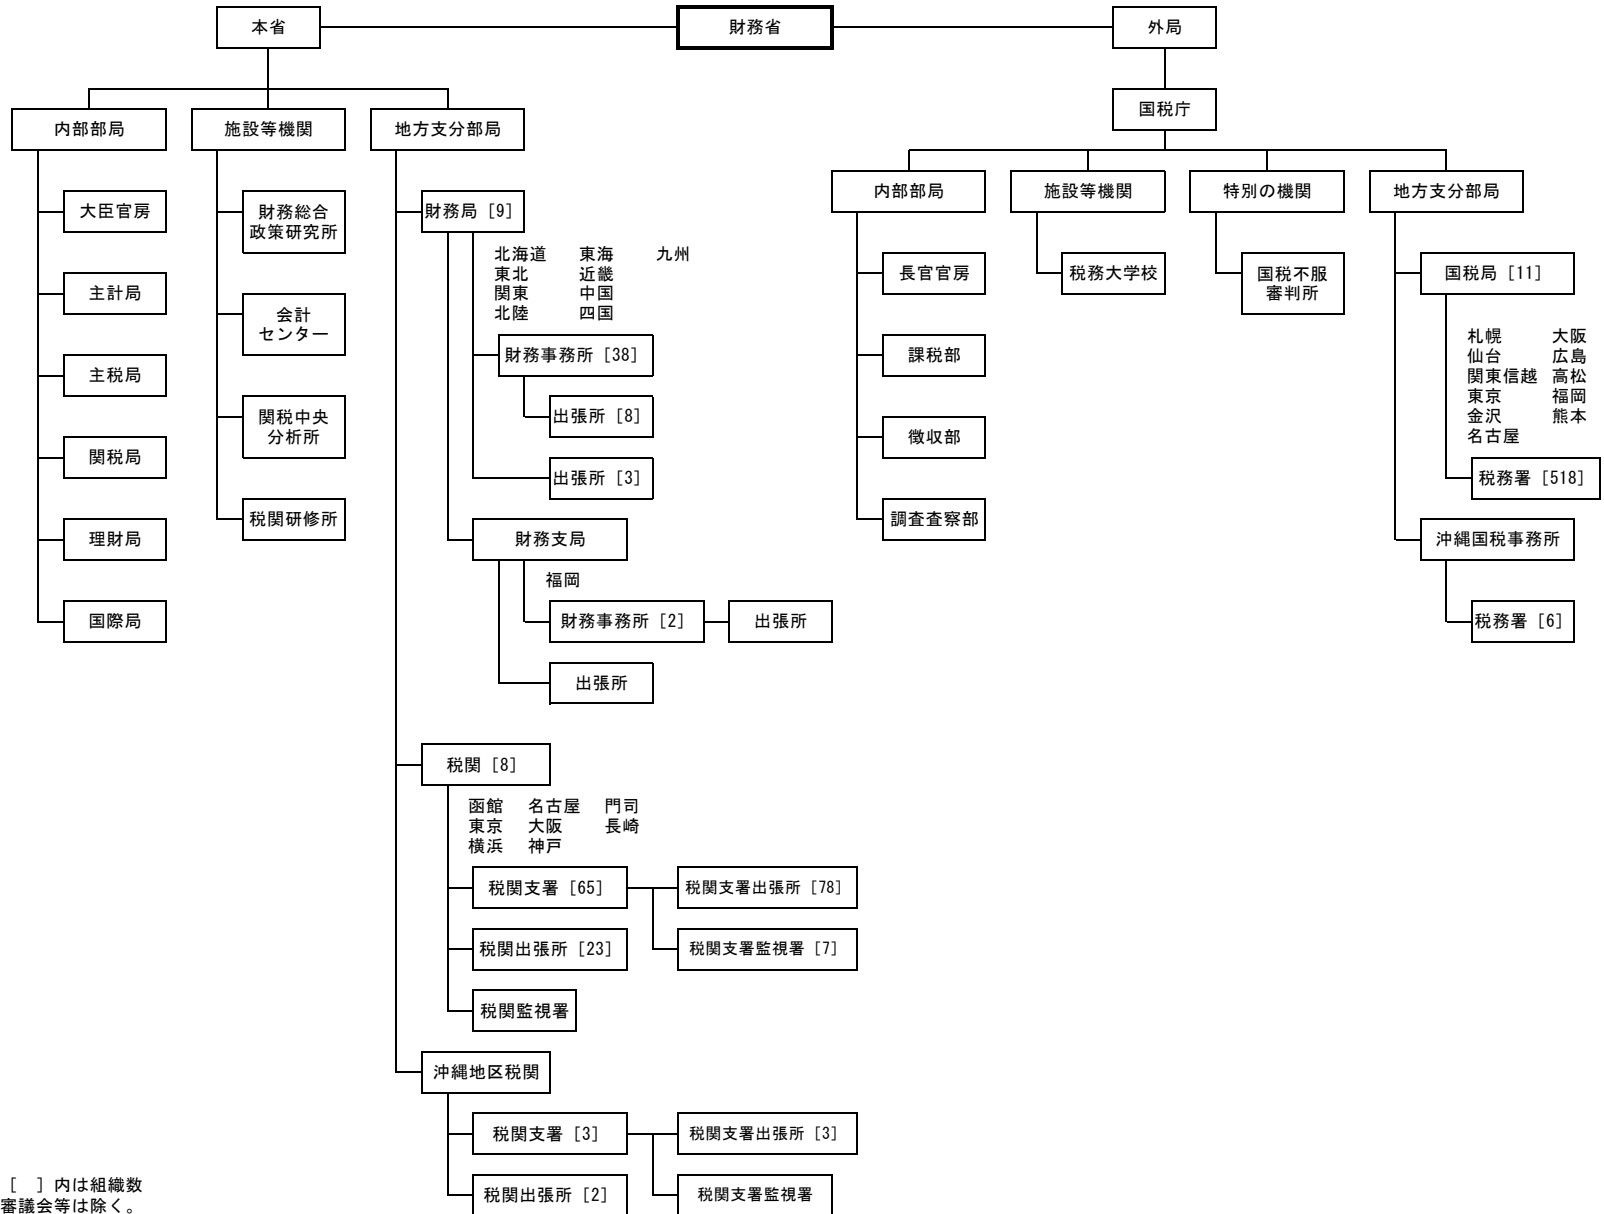 財務省
本省
内部部局
大臣官房
主計局
主税局
関税局
理財局
国際局
施設等機関
財務総合
政策研究所
会計
センター
関税中央
分析所
税関研修所
地方支分部局
財務局 [9]
北海道 東海 九州
東北 近畿
関東 中国
北陸 四国
財務事務所 [38]
出張所 [8]
出張所 [3]
財務支局
福岡
財務事務所 [2]
出張所
出張所
税関 [8]
函館 名古屋 門司
東京 大阪 長崎
横浜 神戸
税関支署 [65]
税関支署出張所 [78]
税関支署監視署 [7]
税関出張所 [23]
税関監視署
沖縄地区税関
税関支署 [3]
税関支署出張所 [3]
税関支署監視署
税関出張所 [2]
外局
国税庁
内部部局
長官官房
課税部
徴収部
調査査察部
施設等機関
税務大学校
特別の機関
国税不服
審判所
地方支分部局
国税局 [11]
札幌 大阪
仙台 広島
関東信越 高松
東京 福岡
金沢 熊本
名古屋
税務署 [518]
沖縄国税事務所
税務署 [6]
[ ] 内は組織数
審議会等は除く。